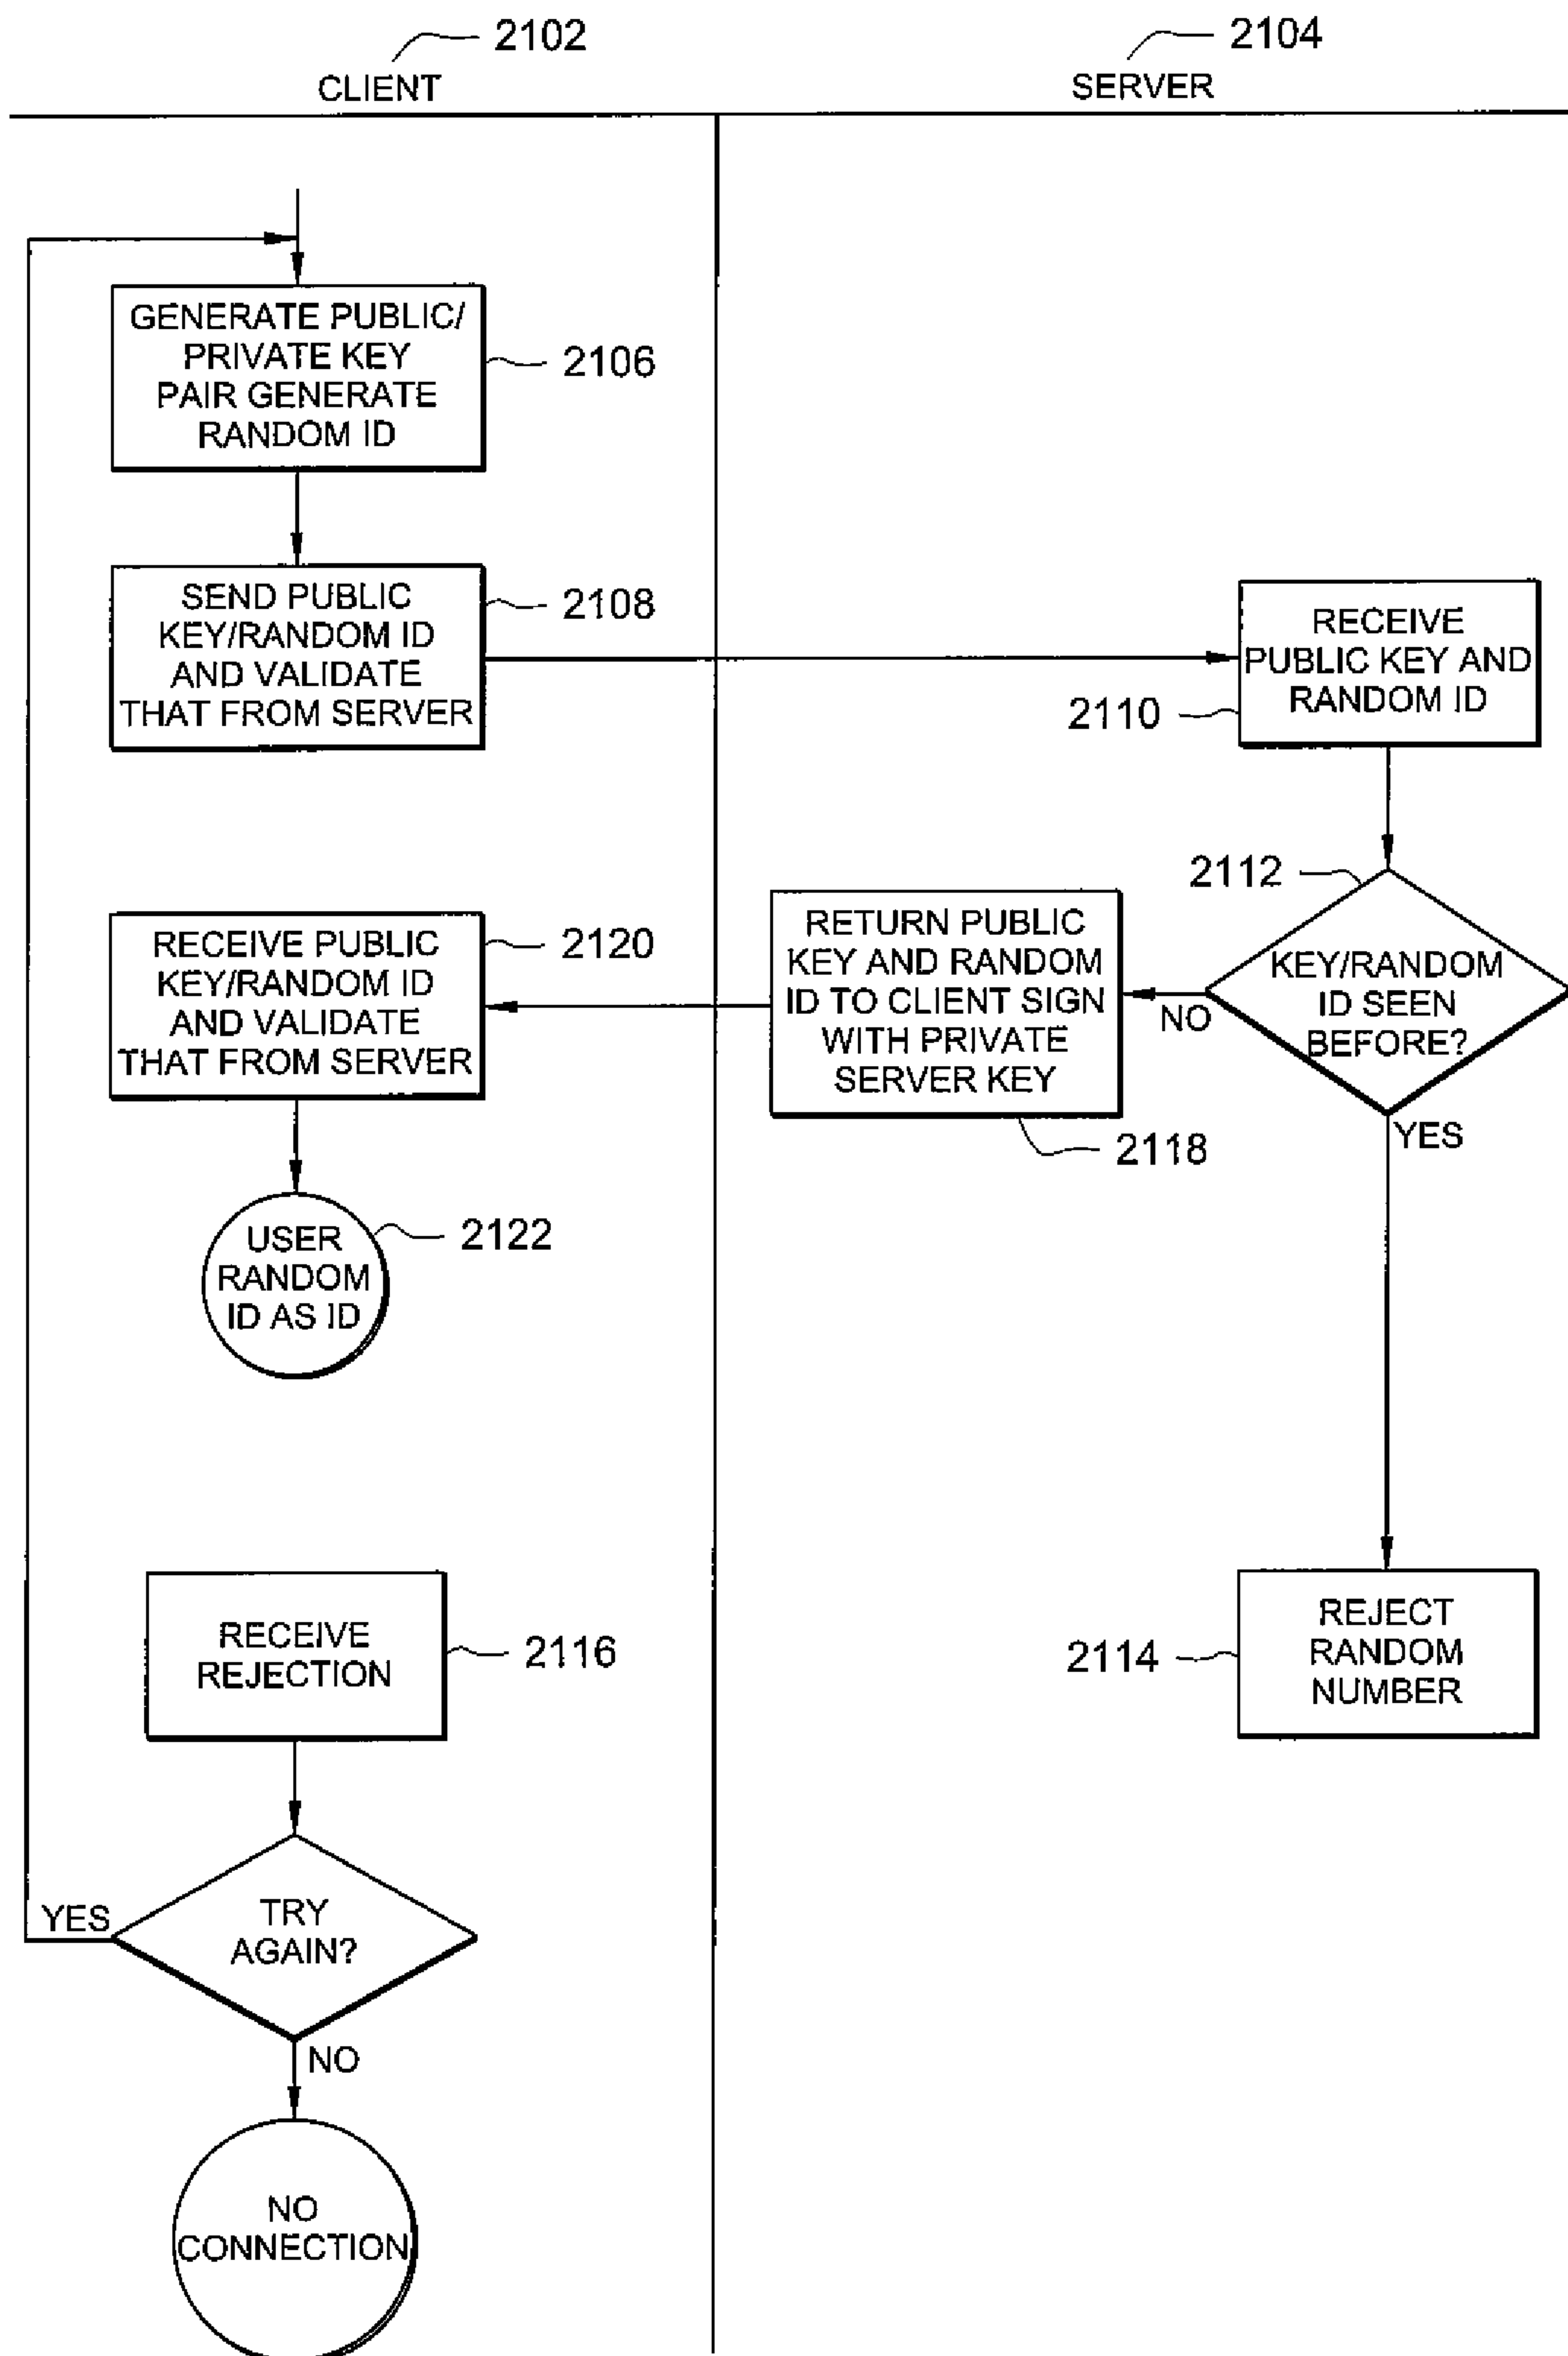 2102
CLIENT
2104
SERVER
GENERATE PUBLIC/
PRIVATE KEY
PAIR GENERATE
RANDOM ID
2106
SEND PUBLIC
KEY/RANDOM ID
AND VALIDATE
THAT FROM SERVER
2108
RECEIVE
PUBLIC KEY AND
RANDOM ID
2110
2112
KEY/RANDOM
ID SEEN
BEFORE?
NO
YES
RETURN PUBLIC
KEY AND RANDOM
ID TO CLIENT SIGN
WITH PRIVATE
SERVER KEY
2118
RECEIVE PUBLIC
KEY/RANDOM ID
AND VALIDATE
THAT FROM SERVER
2120
USER
RANDOM
ID AS ID
2122
REJECT
RANDOM
NUMBER
2114
RECEIVE
REJECTION
2116
TRY
AGAIN?
YES
NO
NO
CONNECTION